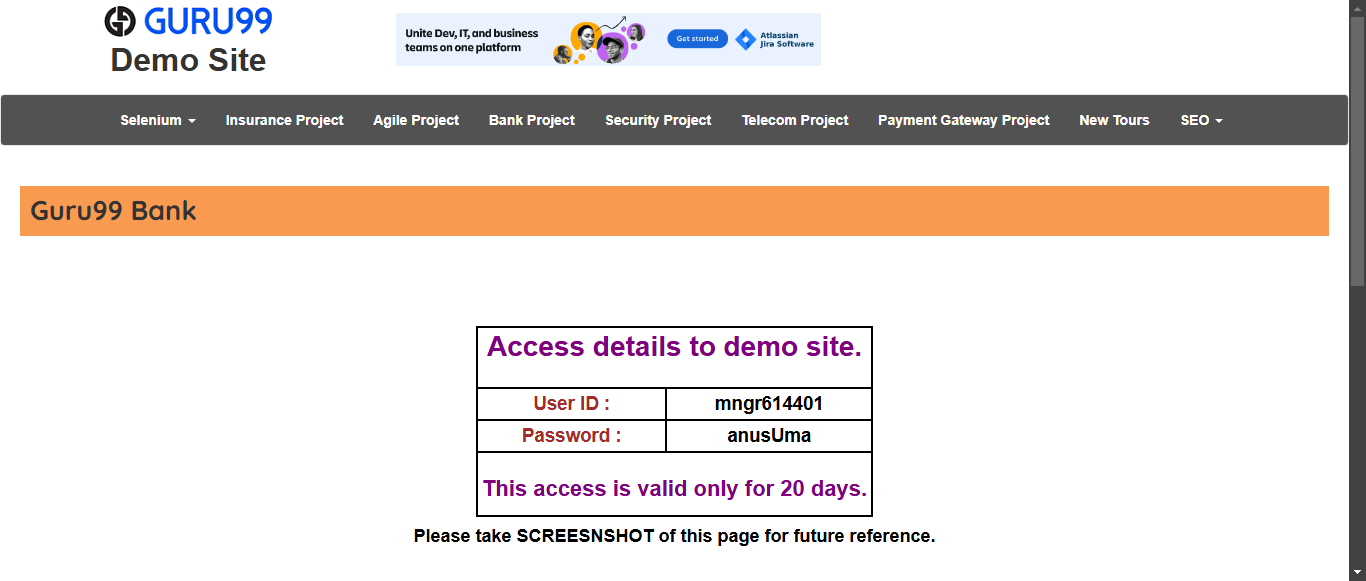 GURU99
Demo Site
Unite Dev, IT, and business
teams on one platform
Get started
Atlassian
Jira Software
Selenium Insurance Project Agile Project Bank Project Security Project Telecom Project Payment Gateway Project New Tours SEO
Guru99 Bank
Access details to demo site.
User ID : mngr614401
Password : anusUma
This access is valid only for 20 days.
Please take SCREESNSHOT of this page for future reference.